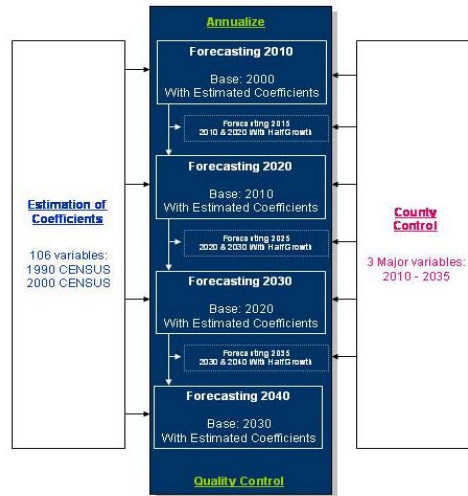 Annualize
Forecasting 2010
Base: 2000
With Estimated Coefficients
Forecasting 2015
2010 & 2020 With Half Growth
Forecasting 2020
Base: 2010
With Estimated Coefficients
Forecasting 2025
2020 & 2030 With Half Growth
Forecasting 2030
Base: 2020
With Estimated Coefficients
Forecasting 2035
2030 & 2040 With Half Growth
Forecasting 2040
Base: 2030
With Estimated Coefficients
Quality Control
Estimation of
Coefficients
106 variables:
1990 CENSUS
2000 CENSUS
County
Control
3 Major variables:
2010 - 2035